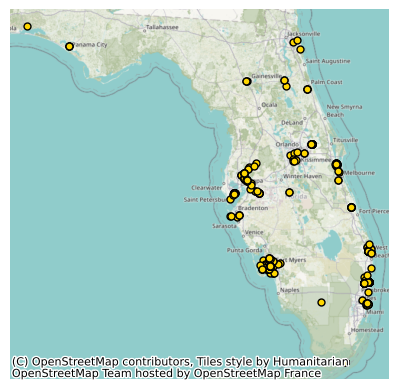 Tallahassee
Jacksonville
Panama City
Saint Augustine
Gainesville
Palm Coast
Ocala
New Smyrna
Beach
DeLand
Titusville
Orlando
Kissimmee
Melbourne
Winter Haven
Clearwater
Saint Petersburg
Bradenton
Fort Pierce
Sarasota
Venice
Punta Gorda
Naples
Miami
Homestead
(C) OpenStreetMap contributors, Tiles style by Humanitarian
OpenStreetMap Team hosted by OpenStreetMap France